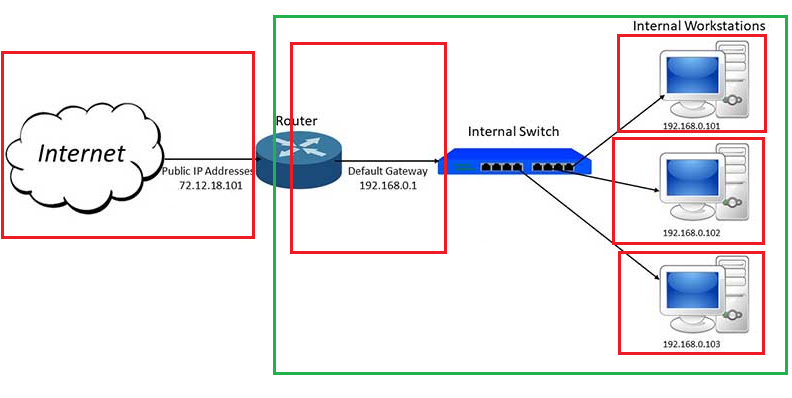 Internal Workstations
Router
Internal Switch
Internet
Public IP Addresses
72.12.18.101
Default Gateway
192.168.0.1
192.168.0.101
192.168.0.102
192.168.0.103